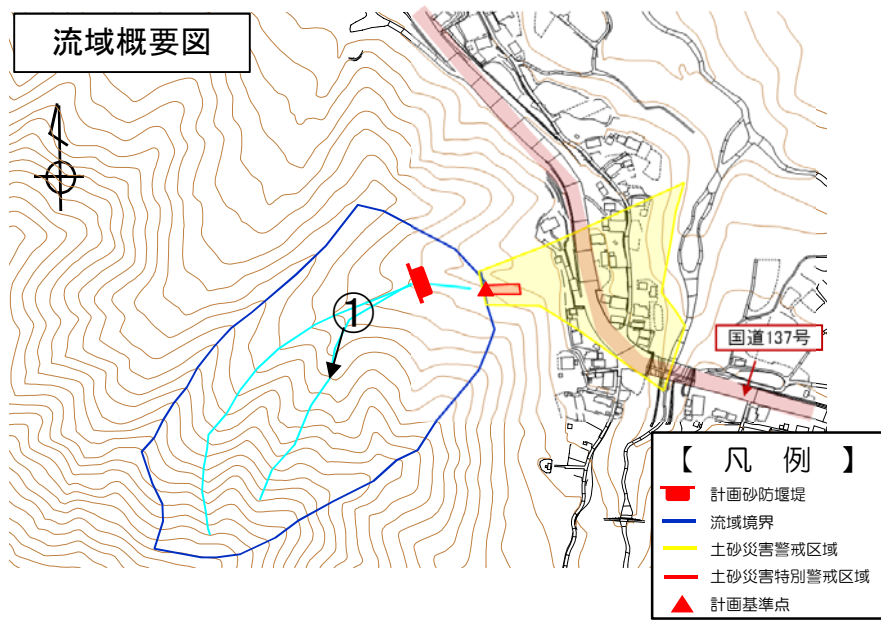 流域概要図
①
国道137号
【 凡 例 】
計画砂防堰堤
流域境界
土砂災害警戒区域
土砂災害特別警戒区域
計画基準点